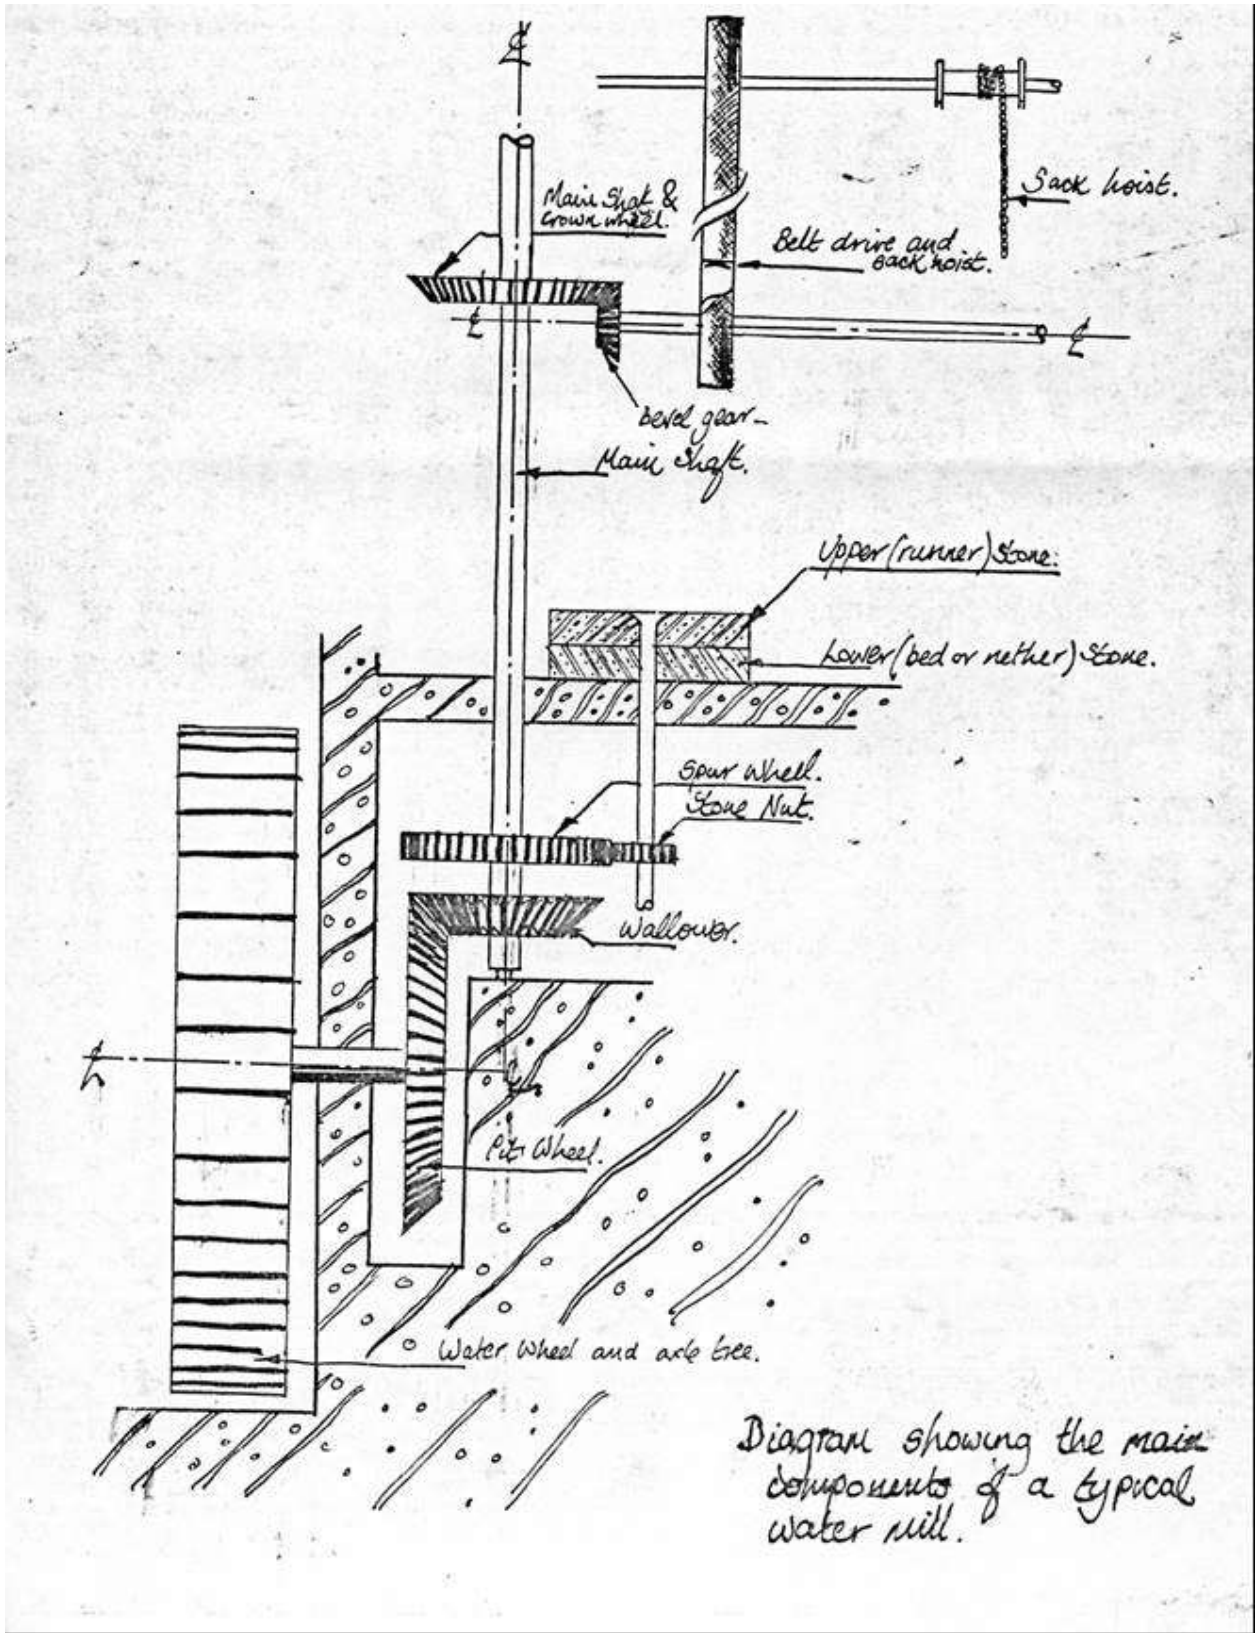 ℄
Sack hoist.
Main Shaft &
Crown wheel.
Belt drive and
sack hoist.
℄
℄
bevel gear
Main Shaft.
Upper (runner) Stone.
Lower (bed or nether) Stone.
Spur Wheel.
Stone Nut.
Wallower.
℄
℄
Pit Wheel.
Water Wheel and axle tree.
Diagram showing the main
components of a typical
water mill.